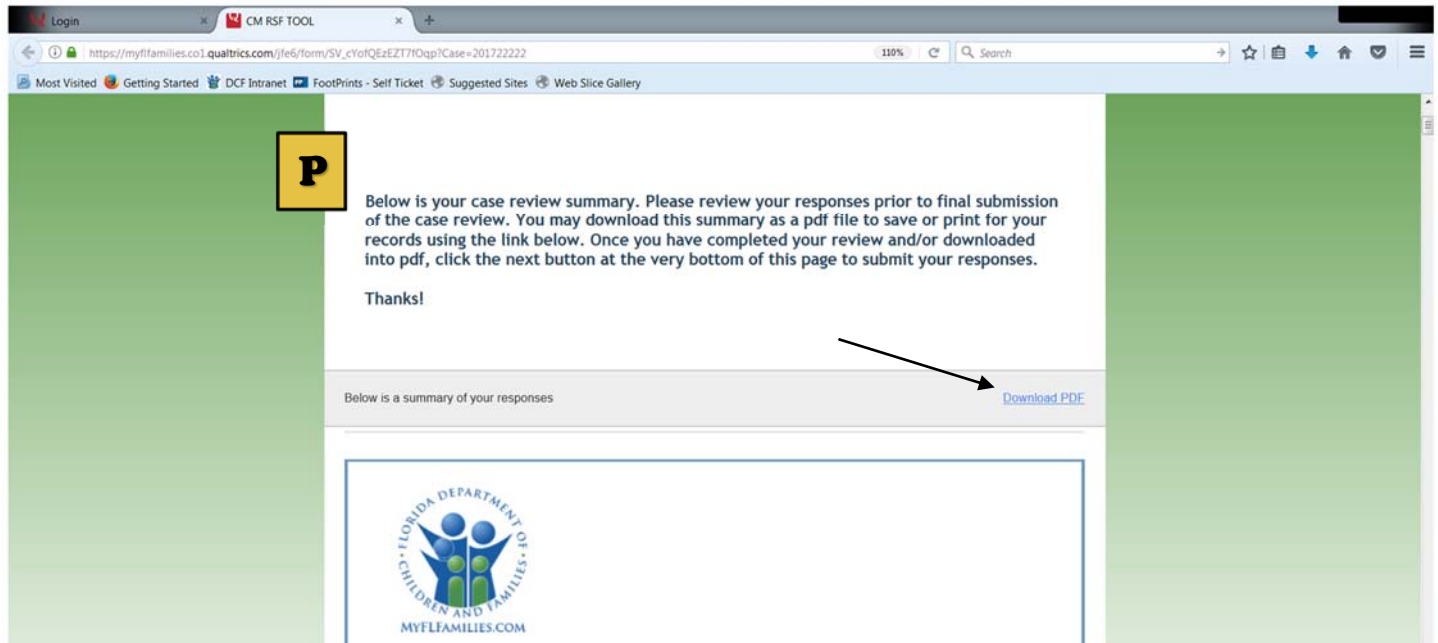 Login
CM RSF TOOL
https://myflfamilies.co1.qualtrics.com/jfe6/form/SV_cYofQEzEZT7fOqp?Case=201722222
110%
Search
Most Visited Getting Started DCF Intranet FootPrints - Self Ticket Suggested Sites Web Slice Gallery
P
Below is your case review summary. Please review your responses prior to final submission
of the case review. You may download this summary as a pdf file to save or print for your
records using the link below. Once you have completed your review and/or downloaded
into pdf, click the next button at the very bottom of this page to submit your responses.
Thanks!
Below is a summary of your responses
Download PDF
FLORIDA DEPARTMENT OF
CHILDREN AND FAMILIES
MYFLFAMILIES.COM